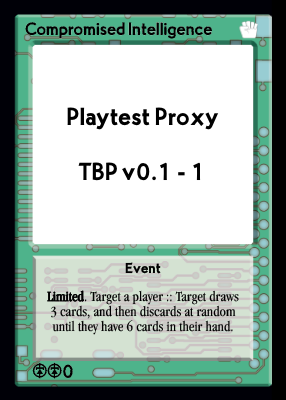 Compromised Intelligence
Playtest Proxy
TBP v0.1 - 1
Event
Limited. Target a player :: Target draws
3 cards, and then discards at random
until they have 6 cards in their hand.
0